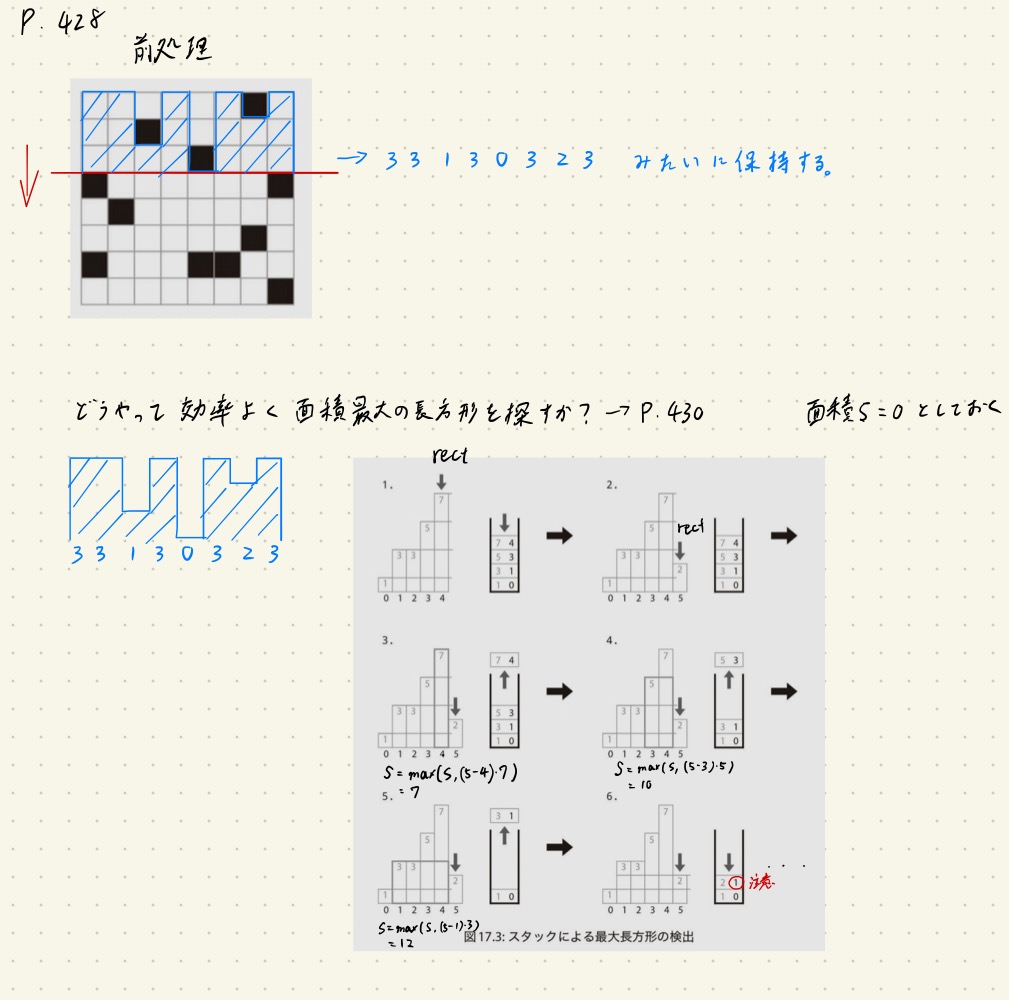 P. 428
前処理
→ 3 3 1 3 0 3 2 3 みたいに保持する。
どうやって 効率よく 面積最大の長方形を探すか？ → P. 430
面積S = 0 としておく
3 3 1 3 0 3 2 3
rect
1.
7
5
3 3
1
0 1 2 3 4
7 4
5 3
3 1
1 0
2.
7
rect
5
3 3
2
1
0 1 2 3 4 5
7 4
5 3
3 1
1 0
3.
7
5
3 3
2
1
0 1 2 3 4 5
7 4
5 3
3 1
1 0
S = max(S, (5-4)・7)
= 7
4.
7
5
3 3
2
1
0 1 2 3 4 5
5 3
3 1
1 0
S = max(S, (5-3)・5)
= 10
5.
7
5
3 3
2
1
0 1 2 3 4 5
3 1
1 0
S = max(S, (5-1)・3)
= 12
6.
7
5
3 3
2
1
0 1 2 3 4 5
2 1 注意
1 0
. . .
図17.3: スタックによる最大長方形の検出